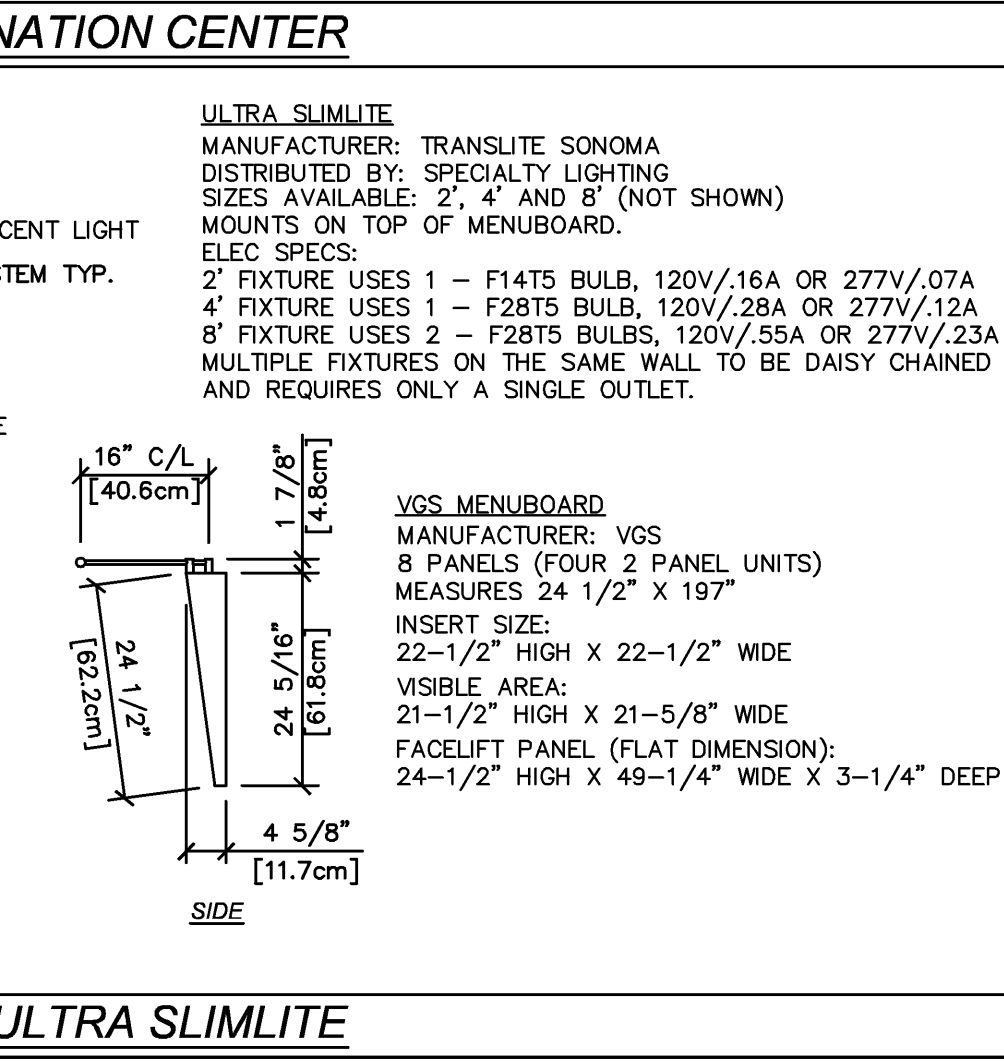 NATION CENTER
ULTRA SLIMLITE
MANUFACTURER: TRANSLITE SONOMA
DISTRIBUTED BY: SPECIALTY LIGHTING
SIZES AVAILABLE: 2', 4' AND 8' (NOT SHOWN)
MOUNTS ON TOP OF MENUBOARD.
ELEC SPECS:
2' FIXTURE USES 1 – F14T5 BULB, 120V/.16A OR 277V/.07A
4' FIXTURE USES 1 – F28T5 BULB, 120V/.28A OR 277V/.12A
8' FIXTURE USES 2 – F28T5 BULBS, 120V/.55A OR 277V/.23A
MULTIPLE FIXTURES ON THE SAME WALL TO BE DAISY CHAINED
AND REQUIRES ONLY A SINGLE OUTLET.
CENT LIGHT
STEM TYP.
E
16" C/L
[40.6cm]
1 7/8"
[4.8cm]
24 1/2"
[62.2cm]
24 5/16"
[61.8cm]
4 5/8"
[11.7cm]
SIDE
VGS MENUBOARD
MANUFACTURER: VGS
8 PANELS (FOUR 2 PANEL UNITS)
MEASURES 24 1/2" X 197"
INSERT SIZE:
22–1/2" HIGH X 22–1/2" WIDE
VISIBLE AREA:
21–1/2" HIGH X 21–5/8" WIDE
FACELIFT PANEL (FLAT DIMENSION):
24–1/2" HIGH X 49–1/4" WIDE X 3–1/4" DEEP
ULTRA SLIMLITE